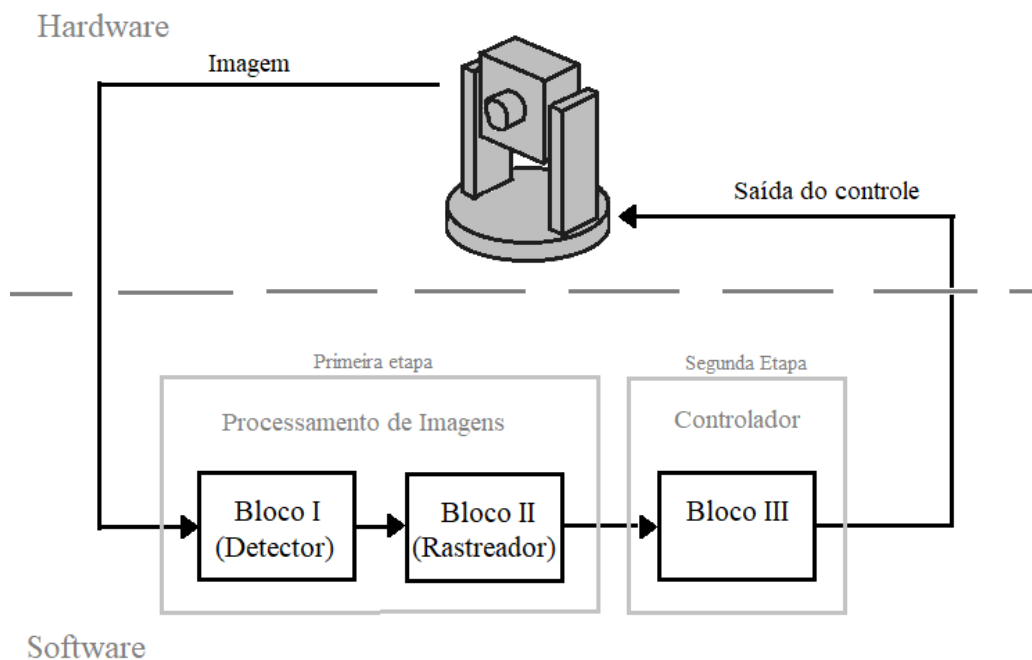 Hardware
Imagem
Saída do controle
Primeira etapa
Segunda Etapa
Processamento de Imagens
Controlador
Bloco I
(Detector)
Bloco II
(Rastreador)
Bloco III
Software